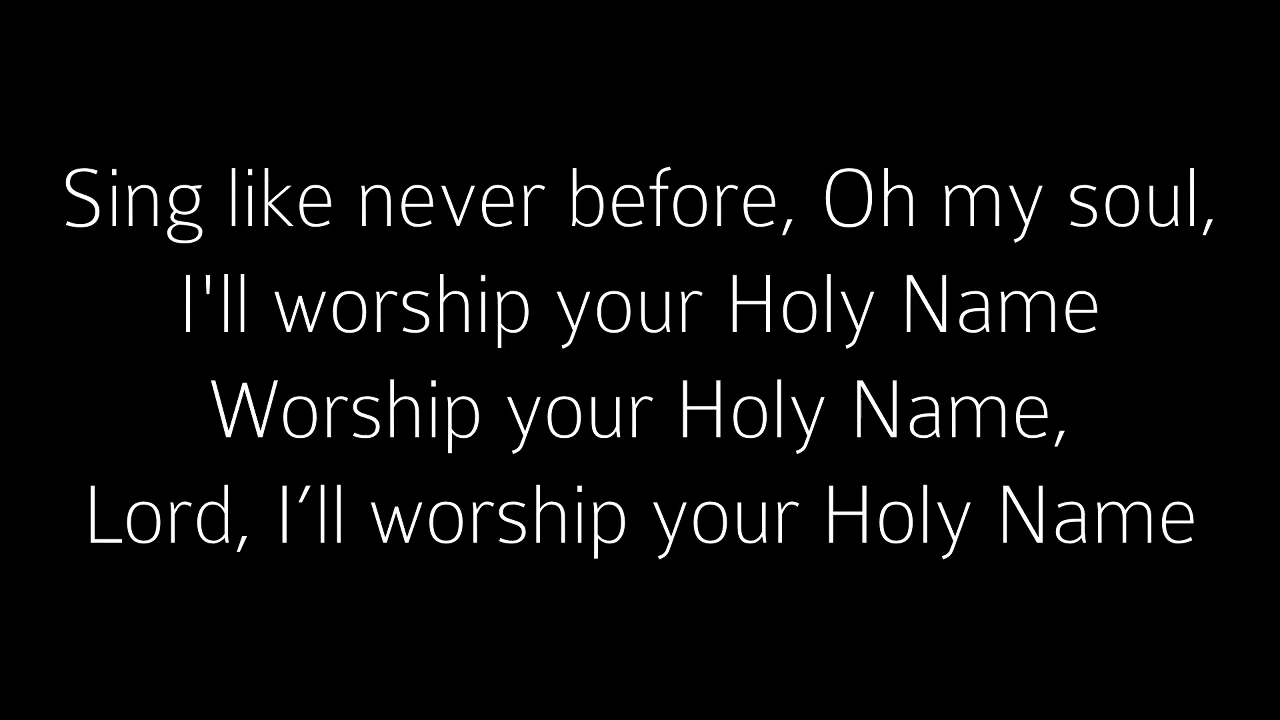 Sing like never before, Oh my soul,
I'll worship your Holy Name
Worship your Holy Name,
Lord, I’ll worship your Holy Name